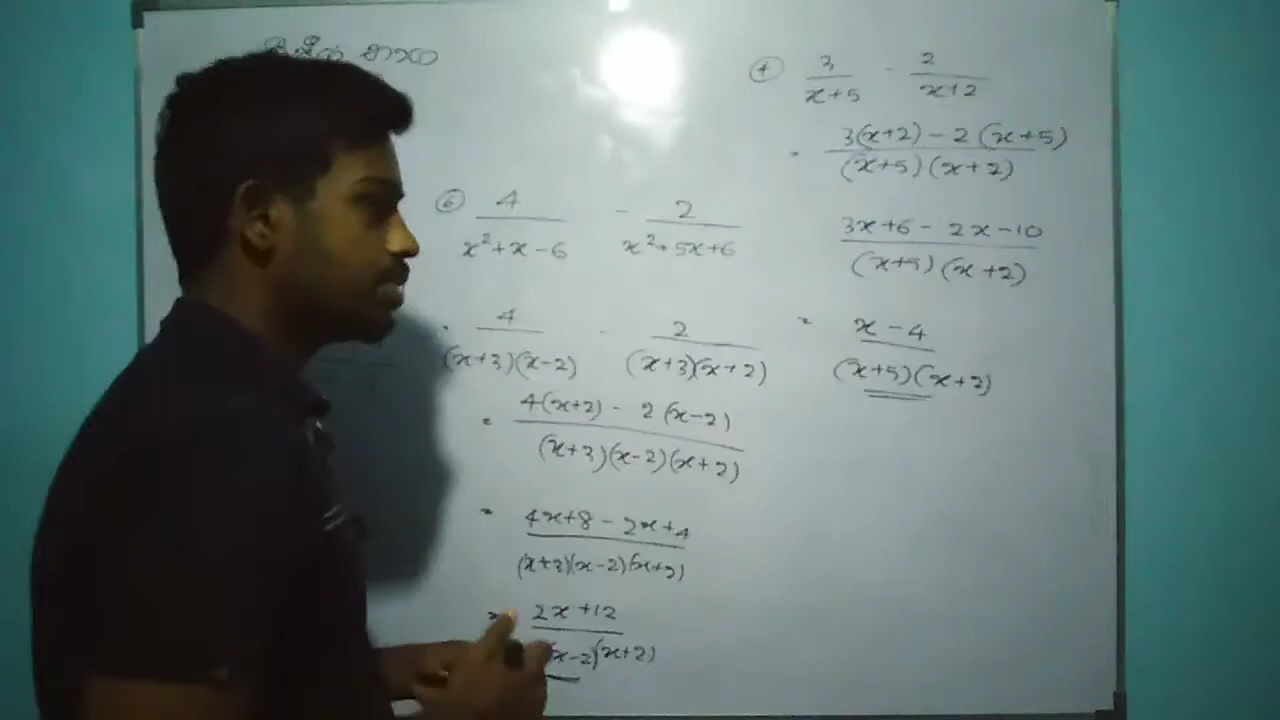 වීජීය භාග
⑥ 4/(x²+x-6) - 2/(x²+5x+6)
4/((x+3)(x-2)) - 2/((x+3)(x+2))
= (4(x+2) - 2(x-2))/((x+3)(x-2)(x+2))
= (4x+8 - 2x+4)/((x+3)(x-2)(x+2))
= (2x+12)/((x-2)(x+2))
3/(x+5) - 2/(x+2)
= (3(x+2) - 2(x+5))/((x+5)(x+2))
(3x+6 - 2x-10)/((x+5)(x+2))
= (x-4)/((x+5)(x+2))